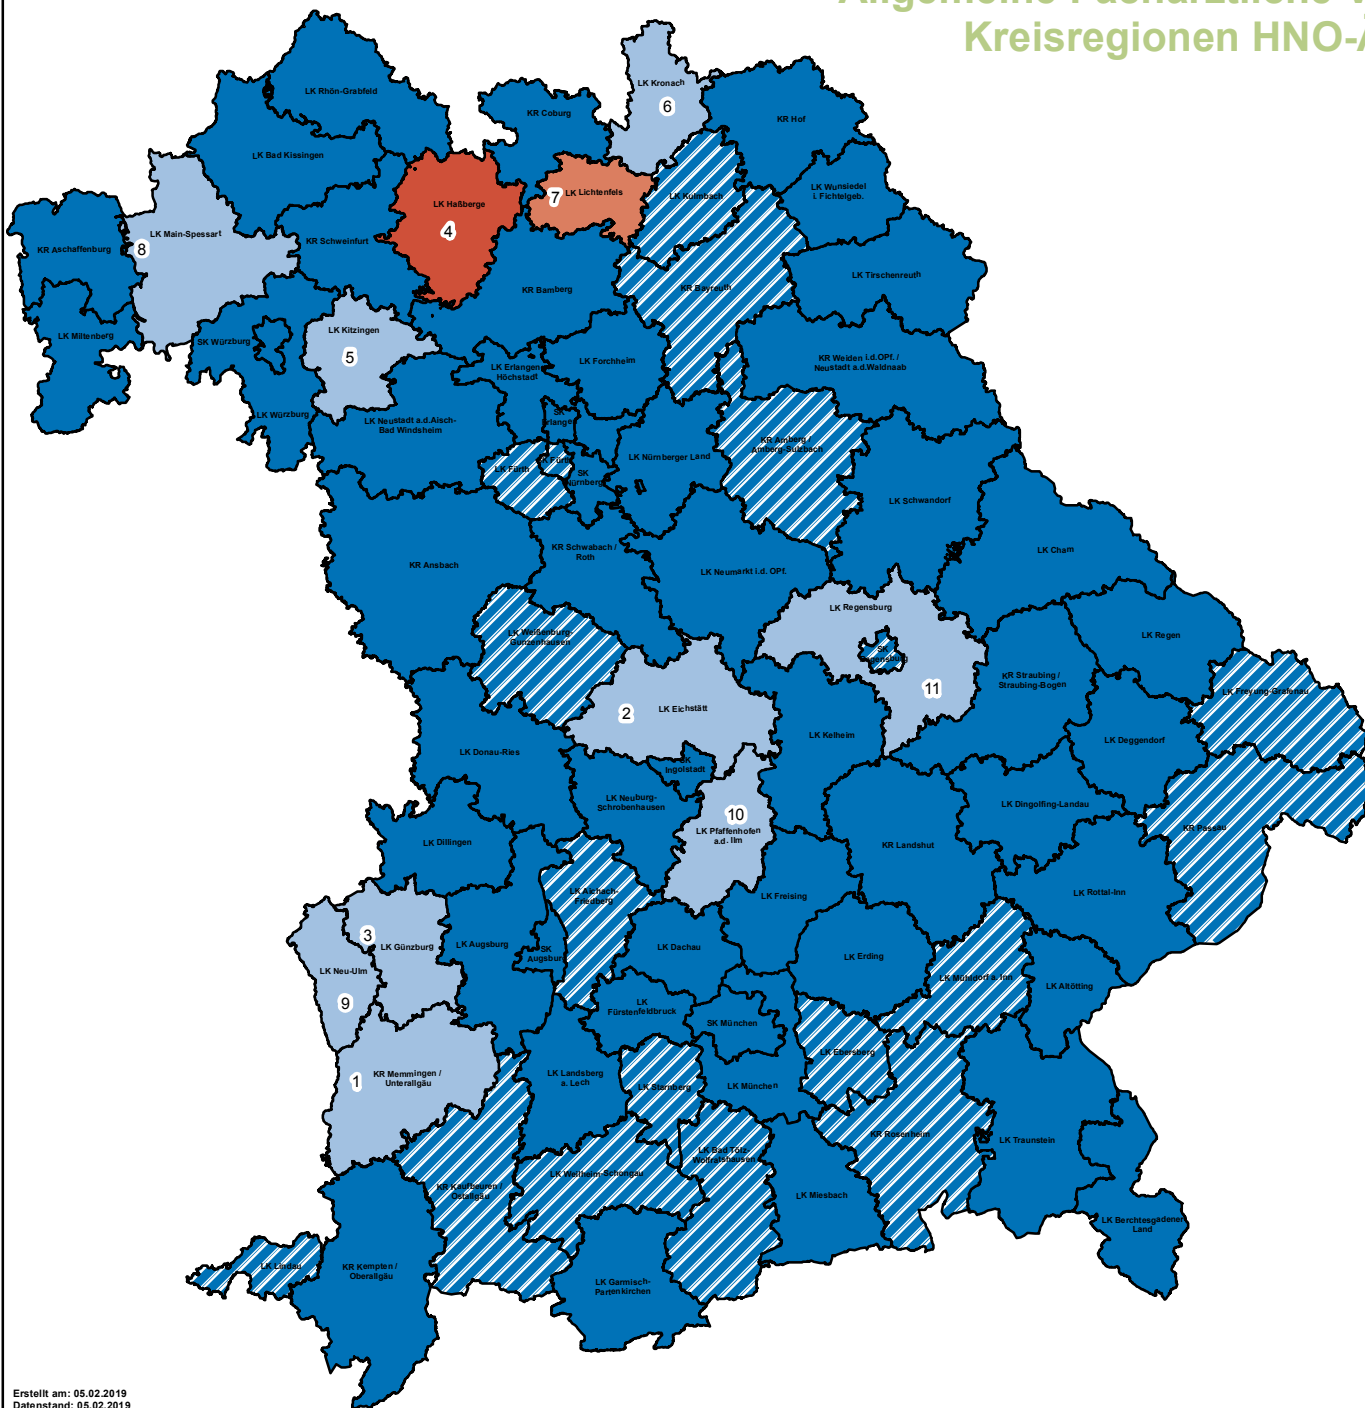 Kreisregionen HNO-
LK Kronach
6
LK Rhön-Grabfeld
KR Coburg
KR Hof
LK Bad Kissingen
LK Wunsiedel
i. Fichtelgeb.
7
LK Lichtenfels
LK Kulmbach
LK Haßberge
4
LK Main-Spessart
8
KR Schweinfurt
KR Aschaffenburg
LK Tirschenreuth
KR Bayreuth
KR Bamberg
LK Miltenberg
SK Würzburg
LK Kitzingen
5
LK Forchheim
KR Weiden i.d.OPf. /
Neustadt a.d.Waldnaab
LK Erlangen-
Höchstadt
LK Würzburg
LK Neustadt a.d.Aisch-
Bad Windsheim
SK
KR Amberg /
Amberg-Sulzbach
LK Nürnberger Land
LK Fürth
SK
LK Schwandorf
KR Schwabach /
Roth
LK Cham
KR Ansbach
LK Neumarkt i.d. OPf.
LK Regensburg
LK Weißenburg-
Gunzenhausen
LK Regen
SK
11
KR Straubing /
Straubing-Bogen
LK Freyung-Grafenau
2
LK Eichstätt
LK Kelheim
LK Deggendorf
LK Donau-Ries
SK
Ingolstadt
LK Neuburg-
Schrobenhausen
LK Dingolfing-Landau
10
LK Pfaffenhofen
a.d. Ilm
KR Passau
LK Dillingen
KR Landshut
LK Aichach-
Friedberg
LK Freising
LK Rottal-Inn
3
LK Günzburg
LK Augsburg
SK
LK Dachau
LK Erding
LK Neu-Ulm
9
LK Mühldorf a. Inn
LK Altötting
LK
Fürstenfeldbruck
SK München
LK Ebersberg
1
KR Memmingen /
Unterallgäu
LK Landsberg
a. Lech
LK Starnberg
LK München
KR Rosenheim
LK Traunstein
LK Bad Tölz-
Wolfratshausen
LK Weilheim-Schongau
KR Kaufbeuren /
Ostallgäu
LK Miesbach
LK Berchtesgadener
Land
LK Lindau
KR Kempten /
Oberallgäu
LK Garmisch-
Partenkirchen
Erstellt am: 05.02.2019
Datenstand: 05.02.2019